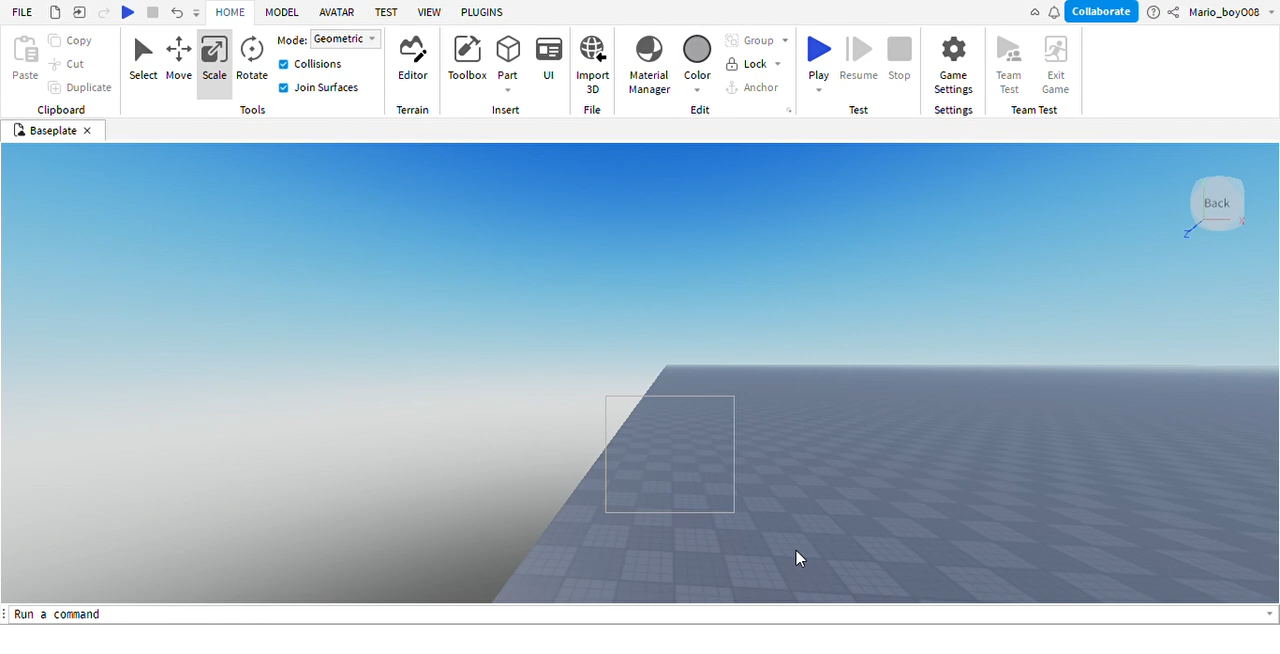 FILE HOME MODEL AVATAR TEST VIEW PLUGINS Collaborate Mario_boy008
Paste Copy Cut Duplicate Clipboard
Select Move Scale Rotate Mode: Geometric Collisions Join Surfaces Tools
Editor Terrain
Toolbox Part UI Insert
Import 3D File
Material Manager Color Group Lock Anchor Edit
Play Resume Stop Test
Game Settings Settings
Team Test Exit Game Team Test
Baseplate
Back
X
Z
Run a command